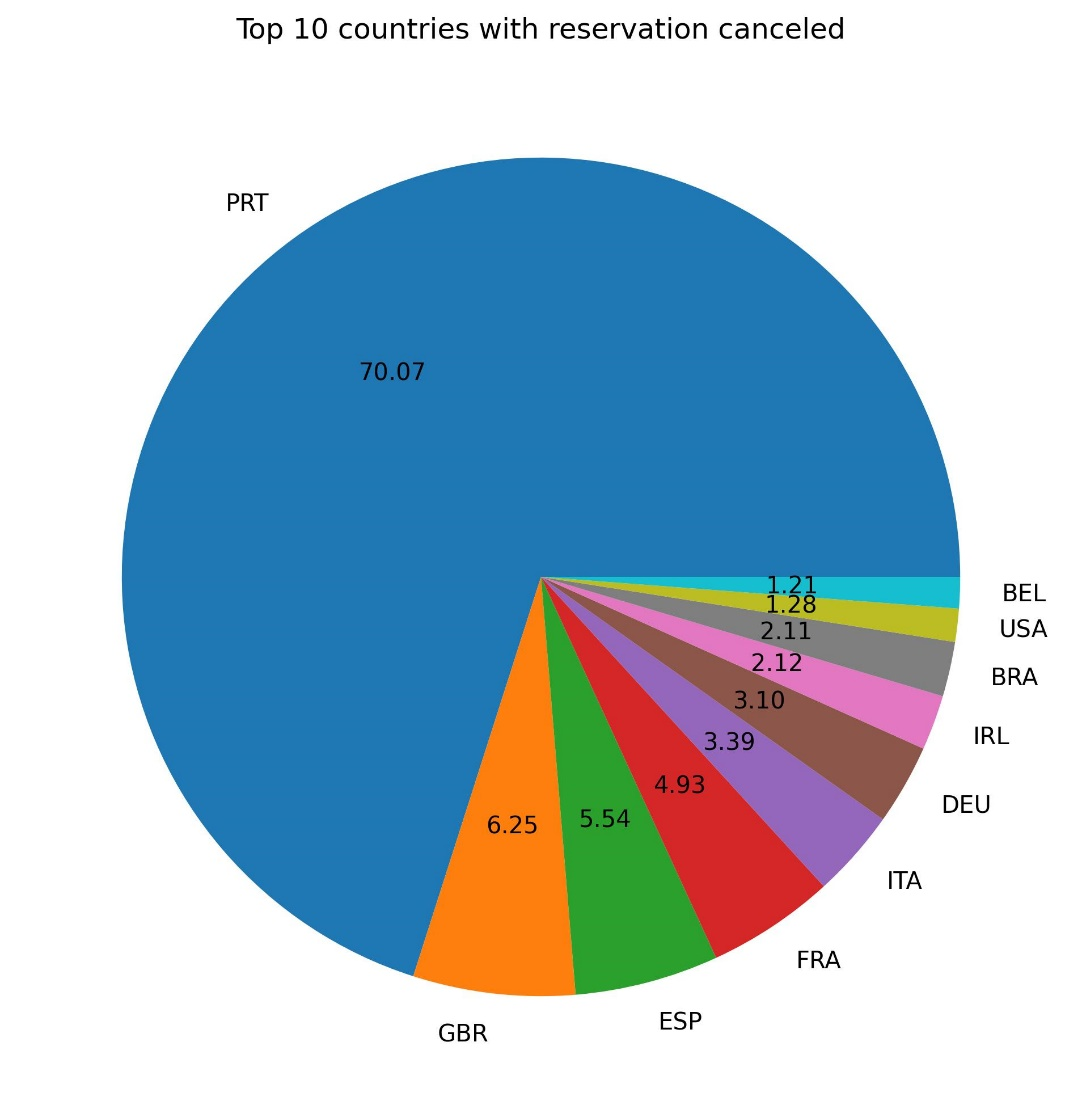 Top 10 countries with reservation canceled
PRT
70.07
1.21
BEL
1.28
USA
2.11
BRA
2.12
IRL
3.10
DEU
3.39
ITA
4.93
FRA
5.54
ESP
6.25
GBR